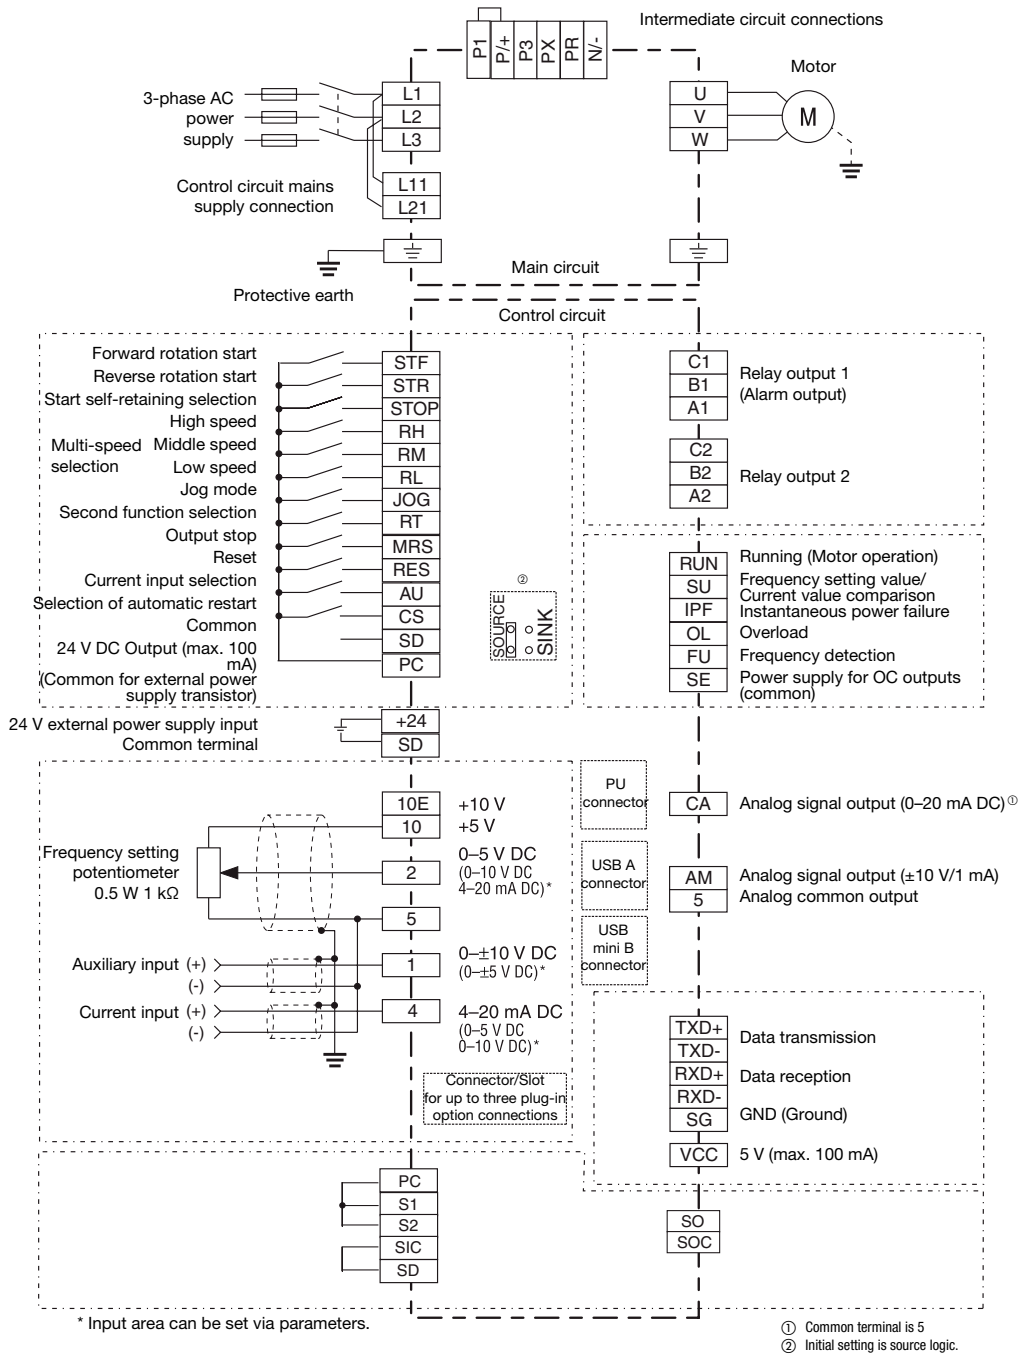 Intermediate circuit connections
P1
P/+
P3
PX
PR
N/-
3-phase AC
power
supply
L1
L2
L3
Control circuit mains
supply connection
L11
L21
Motor
U
V
W
M
Protective earth
Main circuit
Control circuit
Forward rotation start
Reverse rotation start
Start self-retaining selection
High speed
Multi-speed
selection
Middle speed
Low speed
Jog mode
Second function selection
Output stop
Reset
Current input selection
Selection of automatic restart
Common
24 V DC Output (max. 100
mA)
(Common for external power
supply transistor)
STF
STR
STOP
RH
RM
RL
JOG
RT
MRS
RES
AU
CS
SD
PC
②
SOURCE
SINK
C1
B1
A1
Relay output 1
(Alarm output)
C2
B2
A2
Relay output 2
RUN
SU
IPF
OL
FU
SE
Running (Motor operation)
Frequency setting value/
Current value comparison
Instantaneous power failure
Overload
Frequency detection
Power supply for OC outputs
(common)
24 V external power supply input
Common terminal
+24
SD
10E
+10 V
10
+5 V
Frequency setting
potentiometer
0.5 W 1 kΩ
2
0–5 V DC
(0–10 V DC
4–20 mA DC)*
5
Auxiliary input (+)
(-)
1
0–±10 V DC
(0–±5 V DC)*
Current input (+)
(-)
4
4–20 mA DC
(0–5 V DC
0–10 V DC)*
Connector/Slot
for up to three plug-in
option connections
PU
connector
USB A
connector
USB
mini B
connector
CA
Analog signal output (0–20 mA DC)①
AM
5
Analog signal output (±10 V/1 mA)
Analog common output
TXD+
TXD-
RXD+
RXD-
SG
VCC
Data transmission
Data reception
GND (Ground)
5 V (max. 100 mA)
PC
S1
S2
SIC
SD
SO
SOC
* Input area can be set via parameters.
① Common terminal is 5
② Initial setting is source logic.